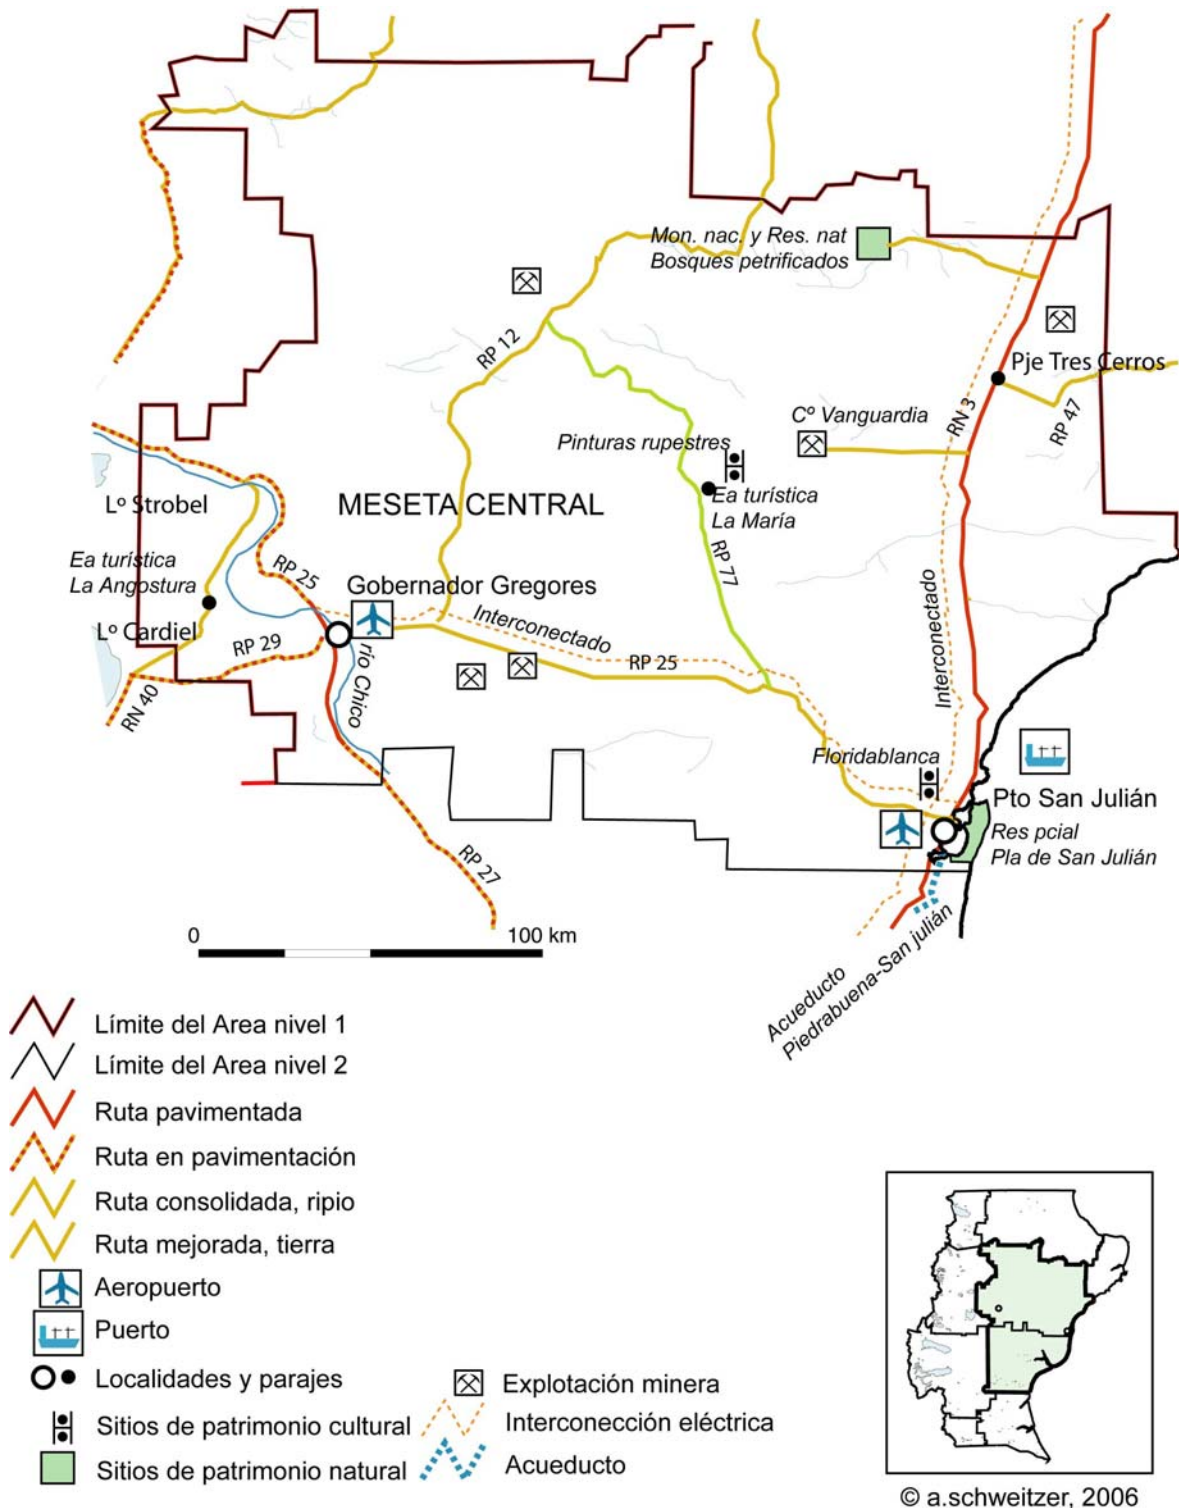 Mon. nac. y Res. nat
Bosques petrificados
RP 12
Pje Tres Cerros
RN 3
RP 47
Cº Vanguardia
Pinturas rupestres
MESETA CENTRAL
Ea turística
La María
Lº Strobel
Ea turística
La Angostura
RP 25
Gobernador Gregores
RP 77
Interconectado
Interconectado
Lº Cardiel
RP 29
RP 25
río Chico
RN 40
Floridablanca
Pto San Julián
Res pcial
Pla de San Julián
RP 27
0 100 km
Acueducto
Piedrabuena-San julián
Límite del Area nivel 1
Límite del Area nivel 2
Ruta pavimentada
Ruta en pavimentación
Ruta consolidada, ripio
Ruta mejorada, tierra
Aeropuerto
Puerto
Localidades y parajes
Sitios de patrimonio cultural
Sitios de patrimonio natural
Explotación minera
Interconección eléctrica
Acueducto
© a.schweitzer, 2006